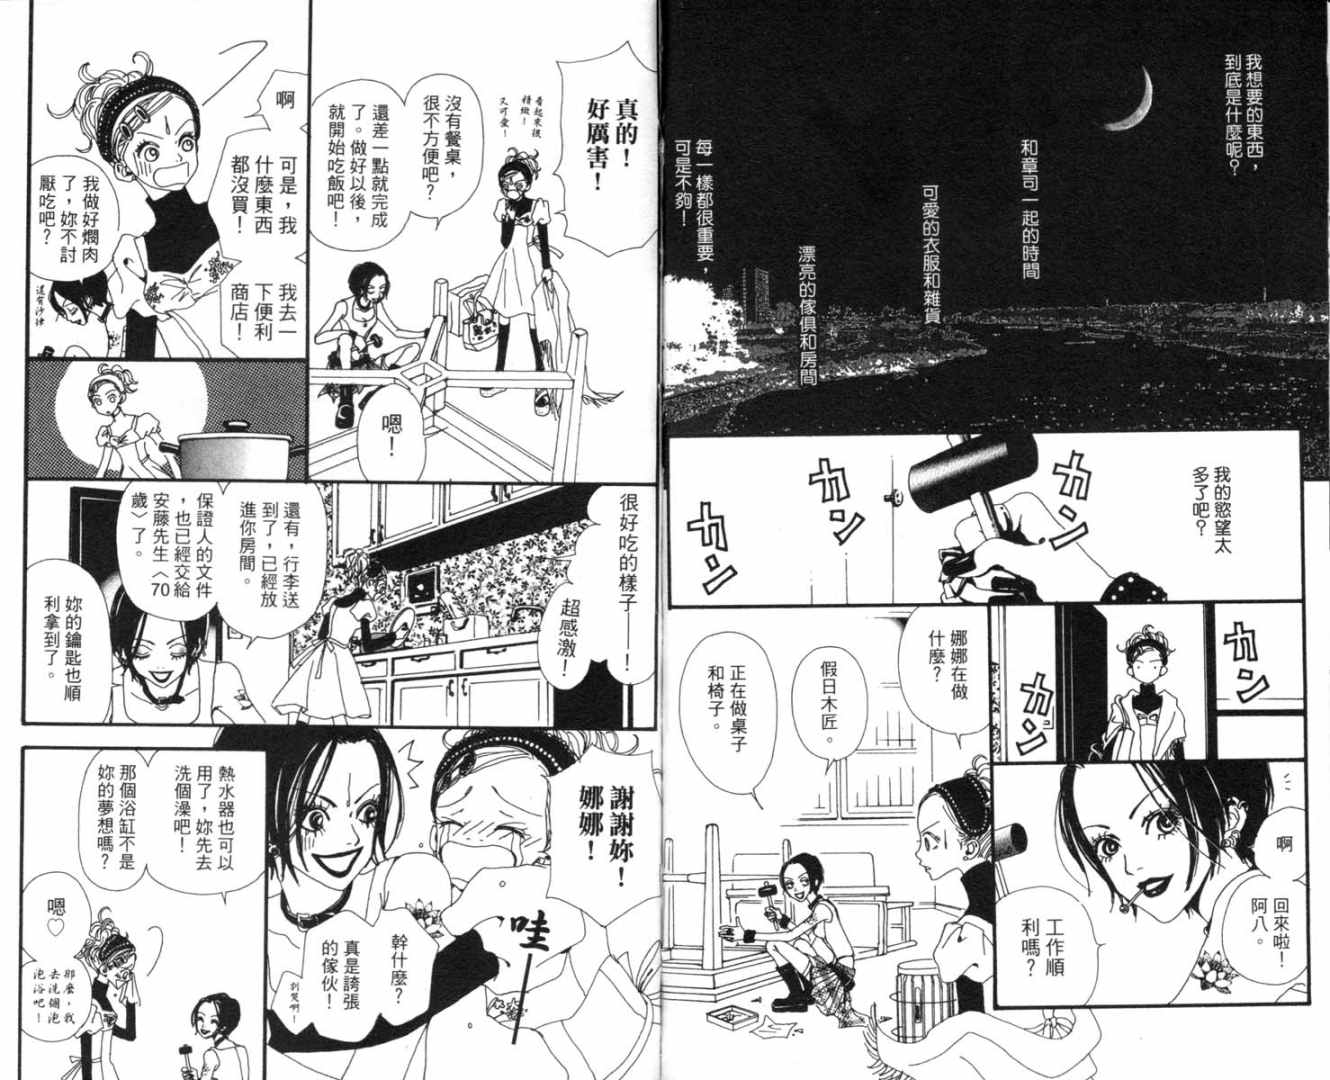 我想要的東西，
到底是什麼呢？
和章司一起的時間
可愛的衣服和雜貨
漂亮的傢俱和房間
每一樣都很重要，
可是不夠！
我的慾望太
多了吧？
カン
カン
カン
カン
カン
啊
回來啦！
阿八。
工作順
利嗎？
娜娜在做
什麼？
假日木匠。
正在做桌子
和椅子。
真的！
好厲害！
看起來很
精緻！
又可愛！
沒有餐桌，
很不方便吧？
還差一點就完成
了。做好以後，
就開始吃飯吧！
嗯！
啊
可是，我
什麼東西
都沒買！
我去一
下便利
商店！
我做好燜肉
了，妳不討
厭吃吧？
還有沙拉
很好吃的樣子——！
超感激！
還有，行李送
到了，已經放
進你房間。
保證人的文件
，也已經交給
安藤先生〈70
歲〉了。
妳的鑰匙也順
利拿到了。
謝謝妳！
娜娜！
哇—
幹什麼？
真是誇張
的傢伙！
別哭啊！
熱水器也可以
用了，妳先去
洗個澡吧！
那個浴缸不是
妳的夢想嗎？
嗯♡
那麼，我
去洗個泡
泡浴吧！